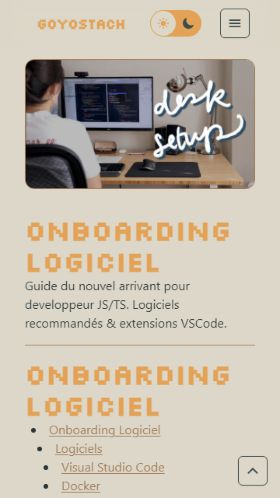 GOYOSTACH
desk
setup
ONBOARDING
LOGICIEL
Guide du nouvel arrivant pour
developpeur JS/TS. Logiciels
recommandés & extensions VSCode.
ONBOARDING
LOGICIEL
Onboarding Logiciel
Logiciels
Visual Studio Code
Docker